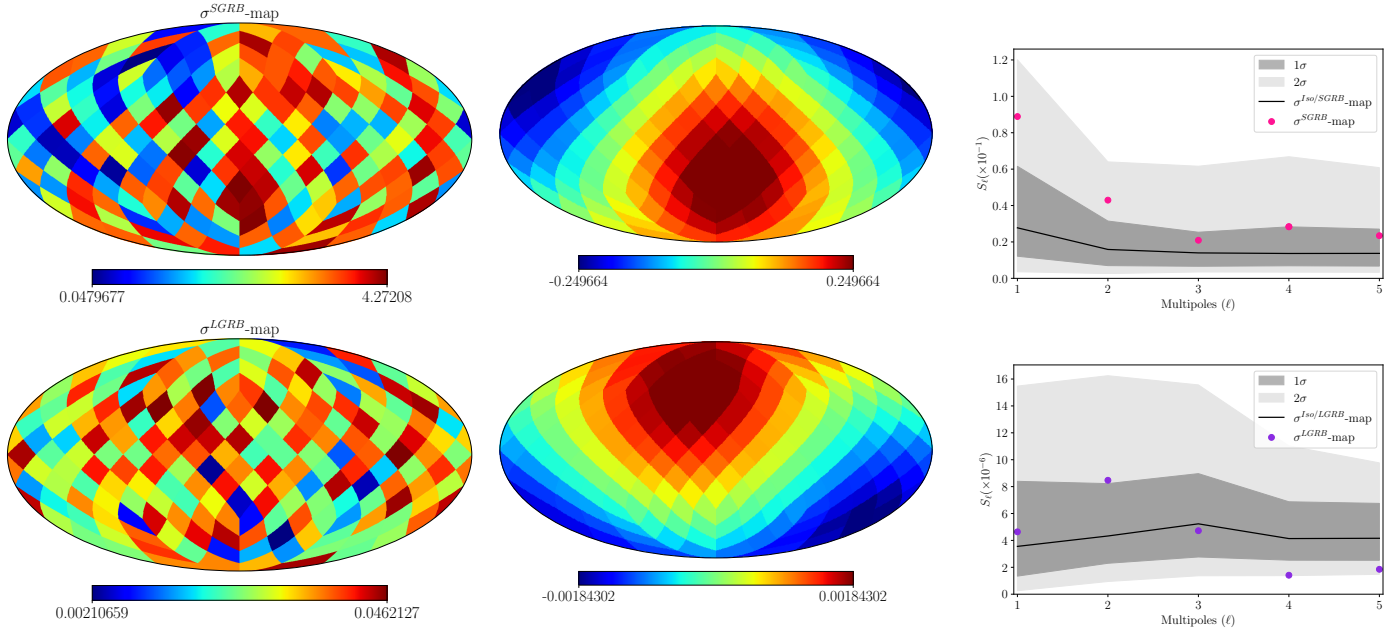 σ^{SGRB}-map
0.0479677 4.27208
-0.249664 0.249664
S_ℓ(×10^{-1})
1.2
1.0
0.8
0.6
0.4
0.2
0.0
1σ
2σ
σ^{Iso/SGRB}-map
σ^{SGRB}-map
1 2 3 4 5
Multipoles (ℓ)
σ^{LGRB}-map
0.00210659 0.0462127
-0.00184302 0.00184302
S_ℓ(×10^{-6})
16
14
12
10
8
6
4
2
0
1σ
2σ
σ^{Iso/LGRB}-map
σ^{LGRB}-map
1 2 3 4 5
Multipoles (ℓ)